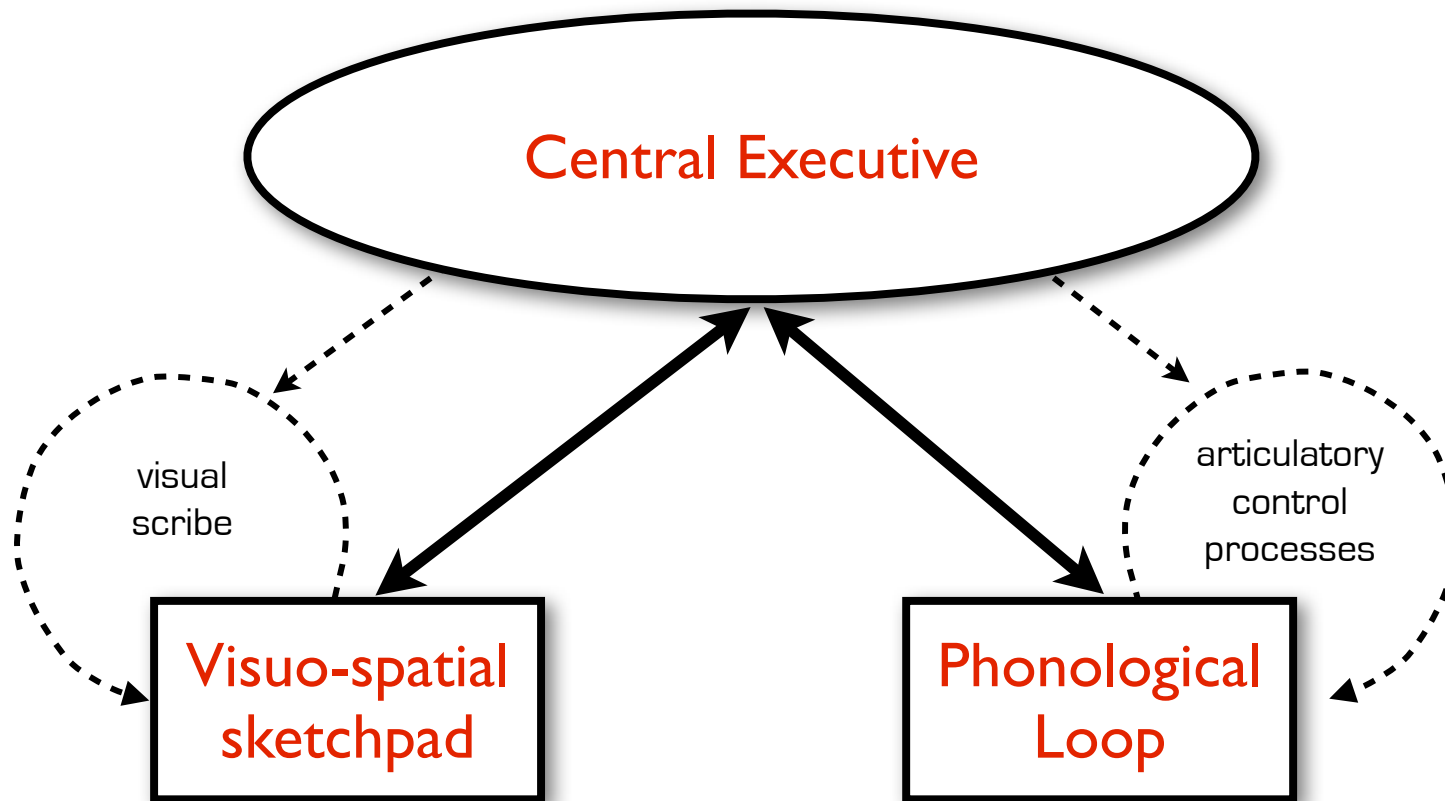 Central Executive
visual
scribe
articulatory
control
processes
Visuo-spatial
sketchpad
Phonological
Loop